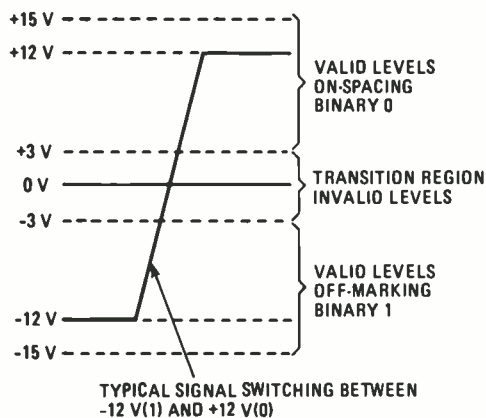 +15 V
+12 V
VALID LEVELS
ON-SPACING
BINARY 0
+3 V
0 V
TRANSITION REGION
INVALID LEVELS
-3 V
VALID LEVELS
OFF-MARKING
BINARY 1
-12 V
-15 V
TYPICAL SIGNAL SWITCHING BETWEEN
-12 V(1) AND +12 V(0)